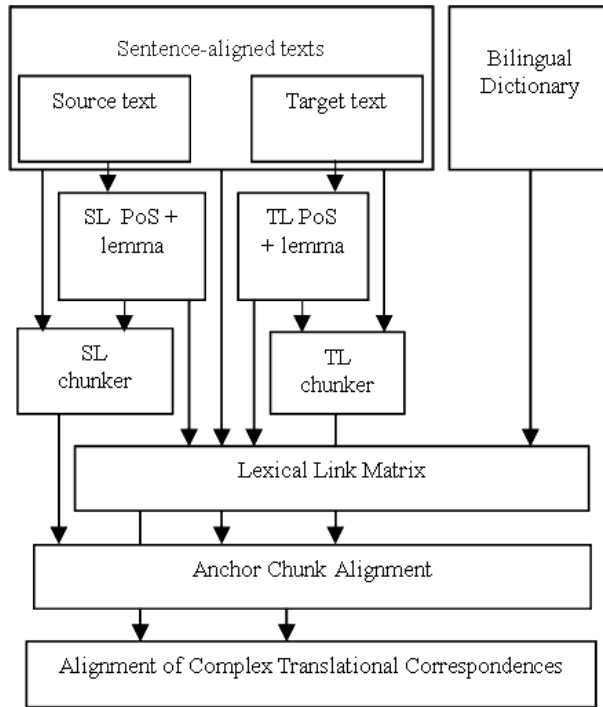 Sentence-aligned texts
Bilingual
Dictionary
Source text
Target text
SL PoS +
lemma
TL PoS
+ lemma
SL
chunker
TL
chunker
Lexical Link Matrix
Anchor Chunk Alignment
Alignment of Complex Translational Correspondences